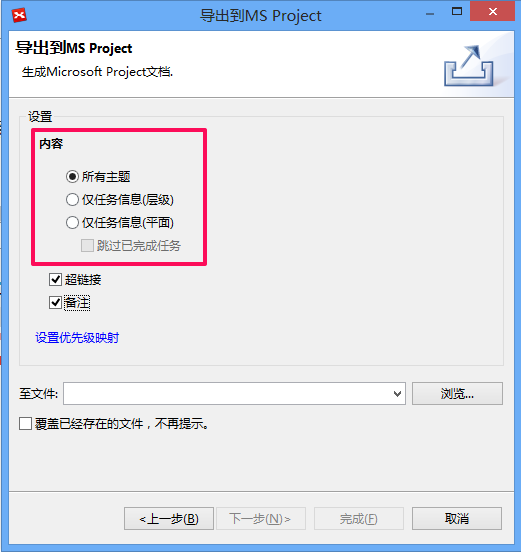 导出到MS Project
导出到MS Project
生成Microsoft Project文档.
设置
内容
所有主题
仅任务信息(层级)
仅任务信息(平面)
跳过已完成任务
超链接
备注
设置优先级映射
至文件:
浏览...
覆盖已经存在的文件，不再提示。
<上一步(B)
下一步(N)>
完成(F)
取消